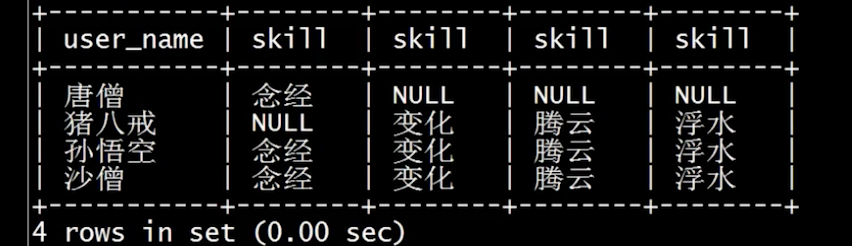 +-----------+--------+--------+--------+--------+
| user_name | skill | skill | skill | skill |
+-----------+--------+--------+--------+--------+
| 唐僧 | 念经 | NULL | NULL | NULL |
| 猪八戒 | NULL | 变化 | 腾云 | 浮水 |
| 孙悟空 | 念经 | 变化 | 腾云 | 浮水 |
| 沙僧 | 念经 | 变化 | 腾云 | 浮水 |
+-----------+--------+--------+--------+--------+
4 rows in set (0.00 sec)